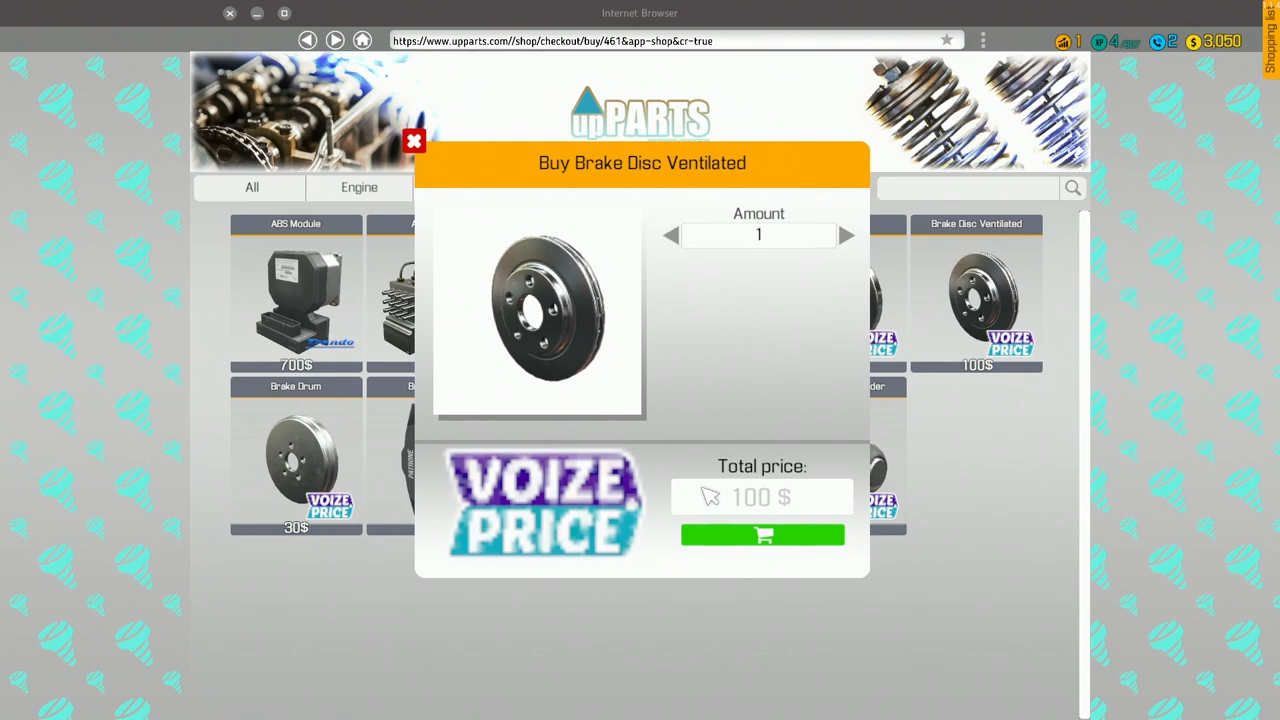 Internet Browser
https://www.upparts.com//shop/checkout/buy/461&app-shop&cr-true
1
XP 4
2
$ 3,050
Shopping list
upPARTS
Buy Brake Disc Ventilated
All
Engine
Amount
1
ABS Module
Brake Disc Ventilated
VOIZE.
PRICE
700$
100$
Brake Drum
VOIZE.
PRICE
30$
VOIZE.
PRICE
Total price:
100 $